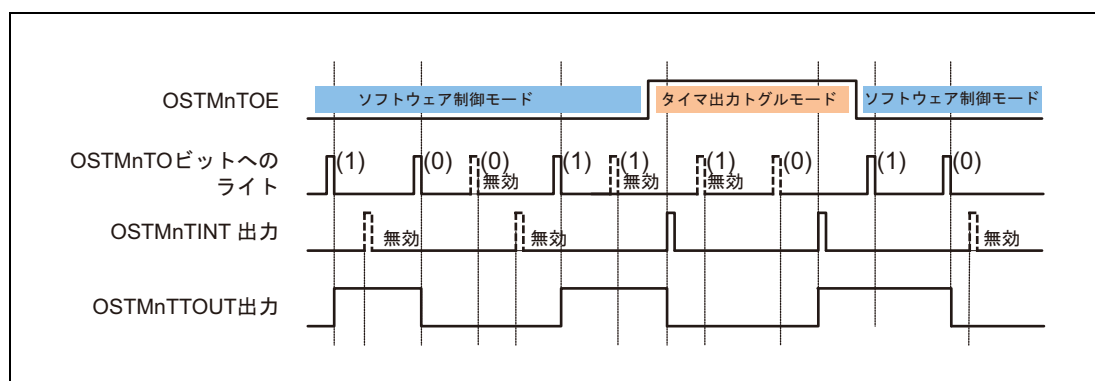 OSTMnTOE
ソフトウェア制御モード タイマ出力トグルモード ソフトウェア制御モード
OSTMnTOビットへの
ライト
(1) (0) (0) (1) (1) (1) (0) (1) (0)
無効 無効 無効
OSTMnTINT 出力
無効 無効 無効
OSTMnTTOUT出力